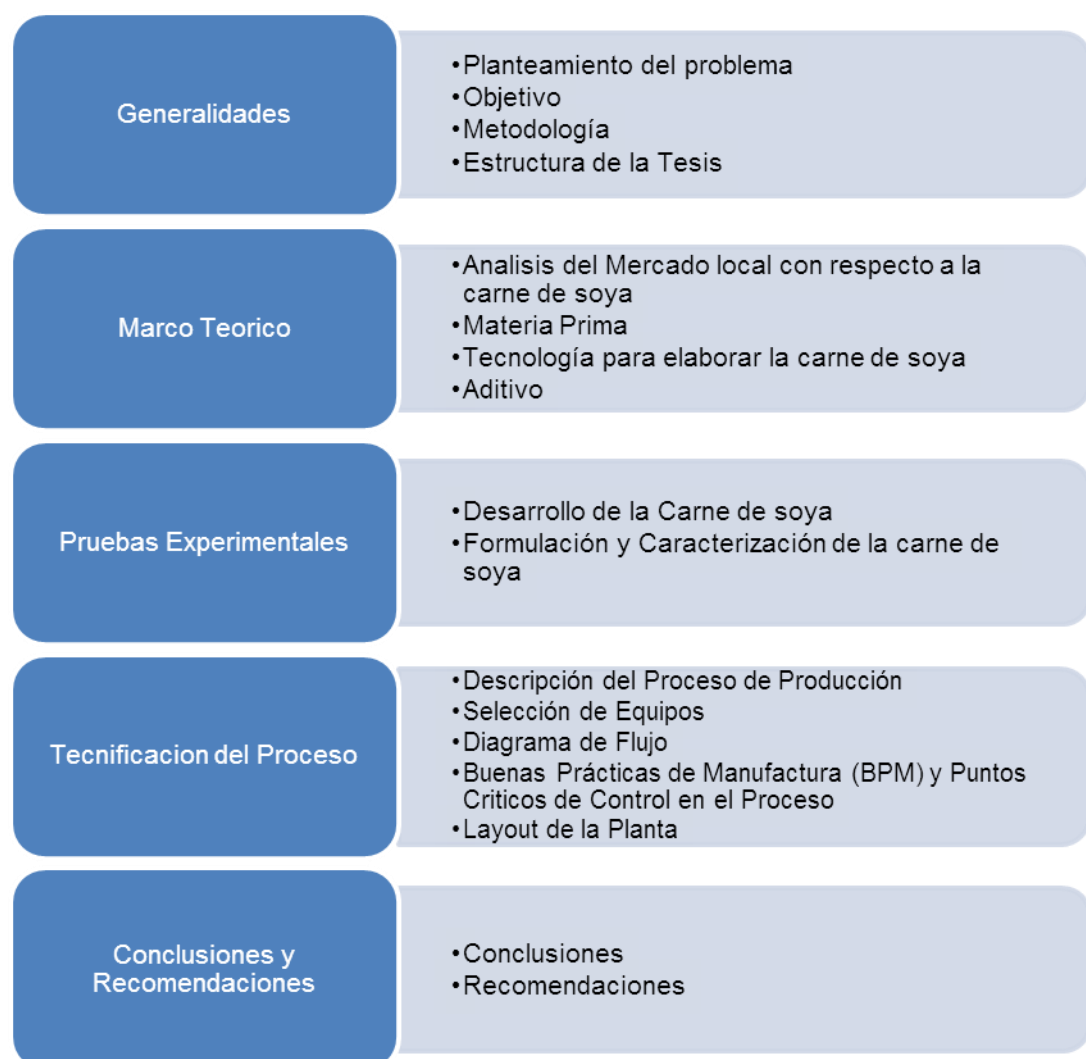 Generalidades
•Planteamiento del problema
•Objetivo
•Metodología
•Estructura de la Tesis
Marco Teorico
•Analisis del Mercado local con respecto a la
carne de soya
•Materia Prima
•Tecnología para elaborar la carne de soya
•Aditivo
Pruebas Experimentales
•Desarrollo de la Carne de soya
•Formulación y Caracterización de la carne de
soya
Tecnificacion del Proceso
•Descripción del Proceso de Producción
•Selección de Equipos
•Diagrama de Flujo
•Buenas Prácticas de Manufactura (BPM) y Puntos
Criticos de Control en el Proceso
•Layout de la Planta
Conclusiones y
Recomendaciones
•Conclusiones
•Recomendaciones